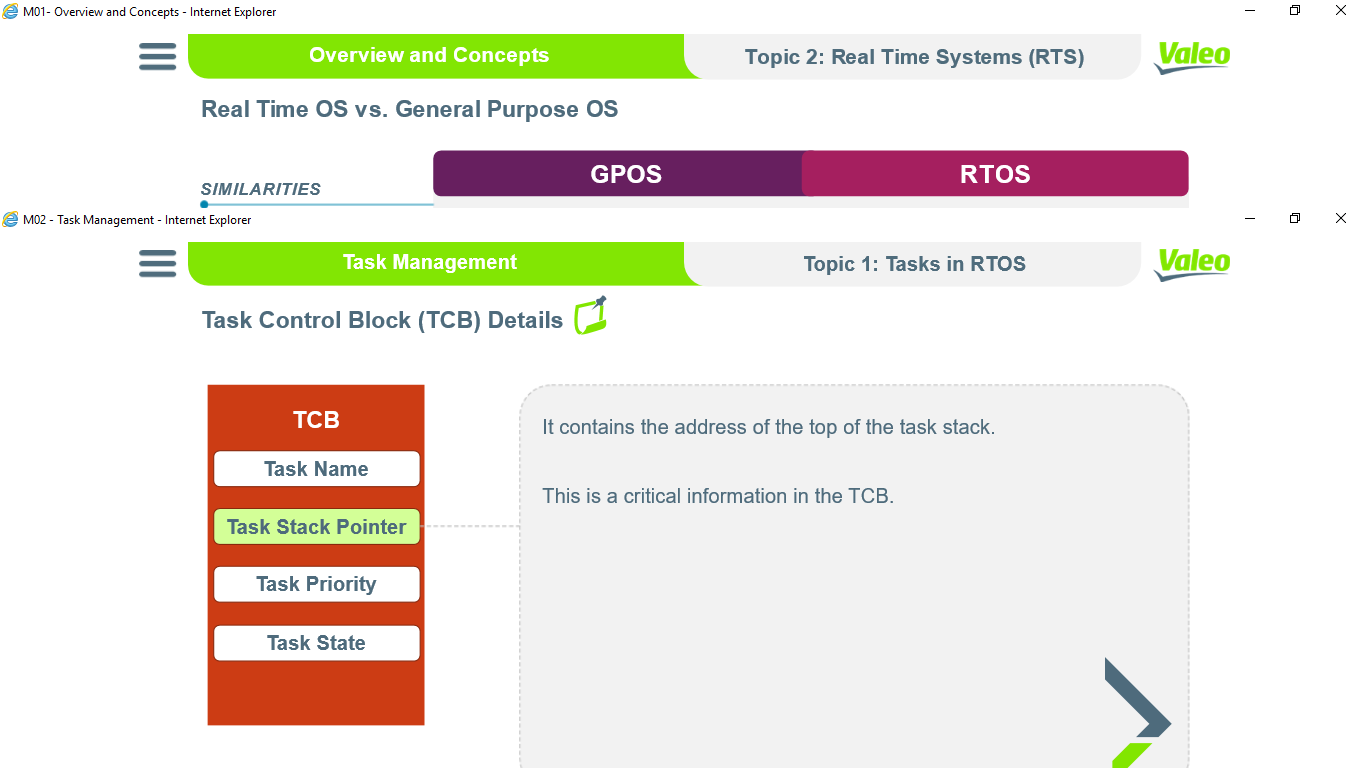 M01- Overview and Concepts - Internet Explorer
Overview and Concepts
Topic 2: Real Time Systems (RTS)
Valeo
Real Time OS vs. General Purpose OS
GPOS
RTOS
SIMILARITIES
M02 - Task Management - Internet Explorer
Task Management
Topic 1: Tasks in RTOS
Valeo
Task Control Block (TCB) Details
TCB
Task Name
Task Stack Pointer
Task Priority
Task State
It contains the address of the top of the task stack.
This is a critical information in the TCB.